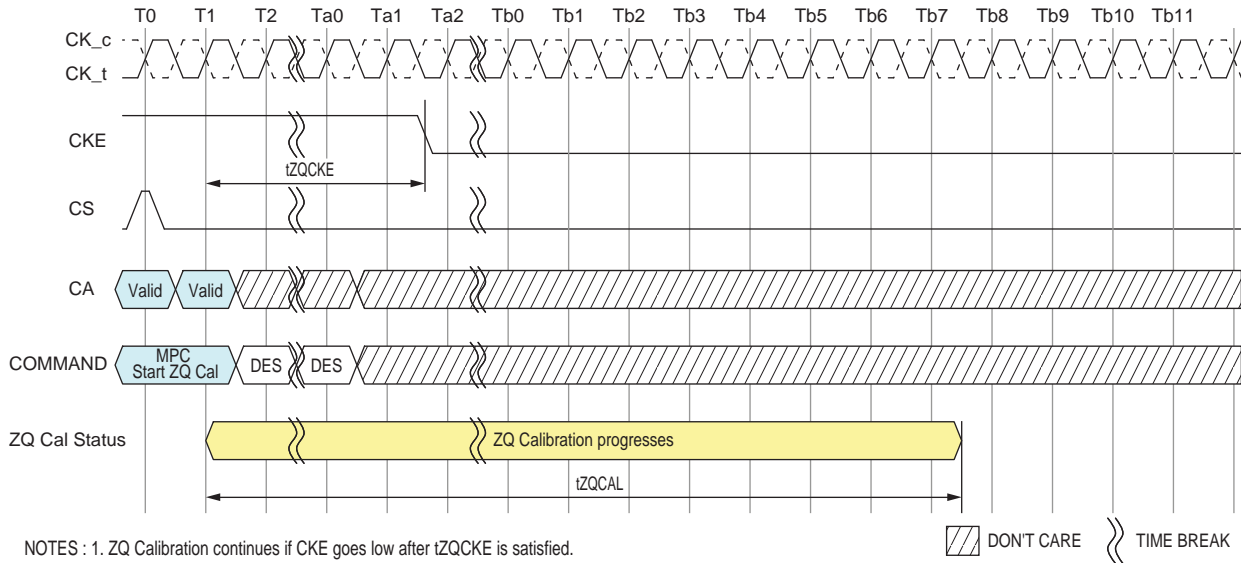 T0 T1 T2 Ta0 Ta1 Ta2 Tb0 Tb1 Tb2 Tb3 Tb4 Tb5 Tb6 Tb7 Tb8 Tb9 Tb10 Tb11
CK_c
CK_t
CKE
tZQCKE
CS
CA Valid Valid
COMMAND MPC Start ZQ Cal DES DES
ZQ Cal Status ZQ Calibration progresses
tZQCAL
NOTES : 1. ZQ Calibration continues if CKE goes low after tZQCKE is satisfied.
DON'T CARE TIME BREAK